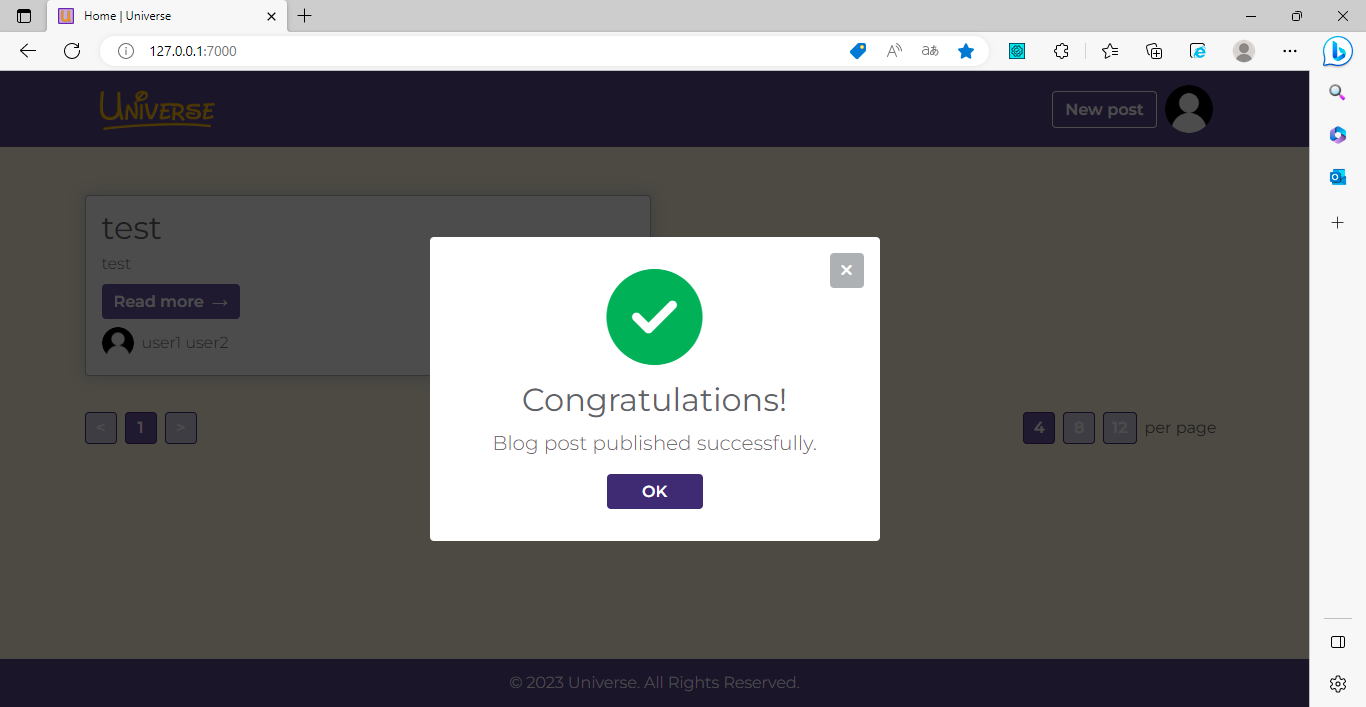 Home | Universe
127.0.0.1:7000
UNIVERSE
New post
test
test
Read more →
user1 user2
Congratulations!
Blog post published successfully.
OK
< 1 >
4 8 12 per page
© 2023 Universe. All Rights Reserved.